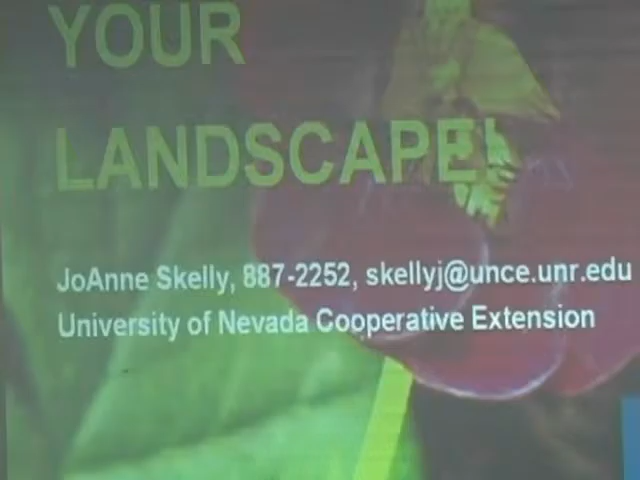 YOUR
LANDSCAPE!
JoAnne Skelly, 887-2252, skellyj@unce.unr.edu
University of Nevada Cooperative Extension